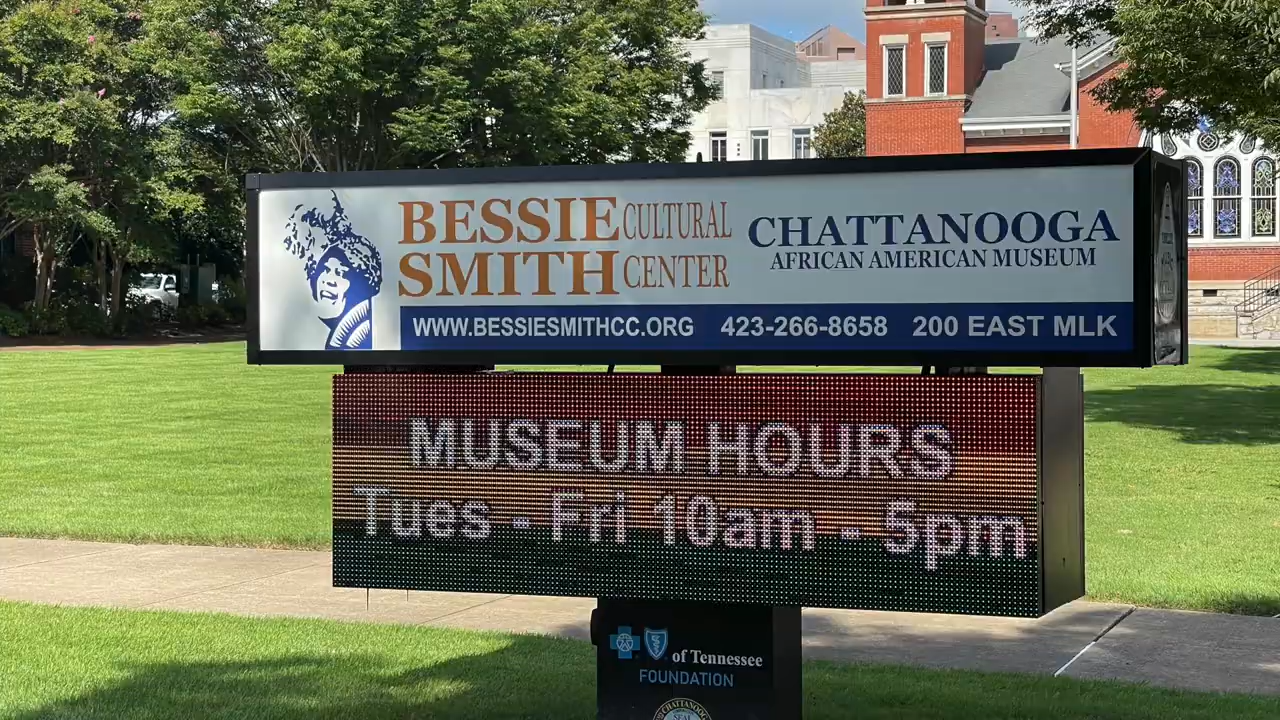 BESSIE CULTURAL
SMITH CENTER
CHATTANOOGA
AFRICAN AMERICAN MUSEUM
WWW.BESSIESMITHCC.ORG 423-266-8658 200 EAST MLK
MUSEUM HOURS
Tues - Fri 10am - 5pm
of Tennessee
FOUNDATION
CHATTANOOGA